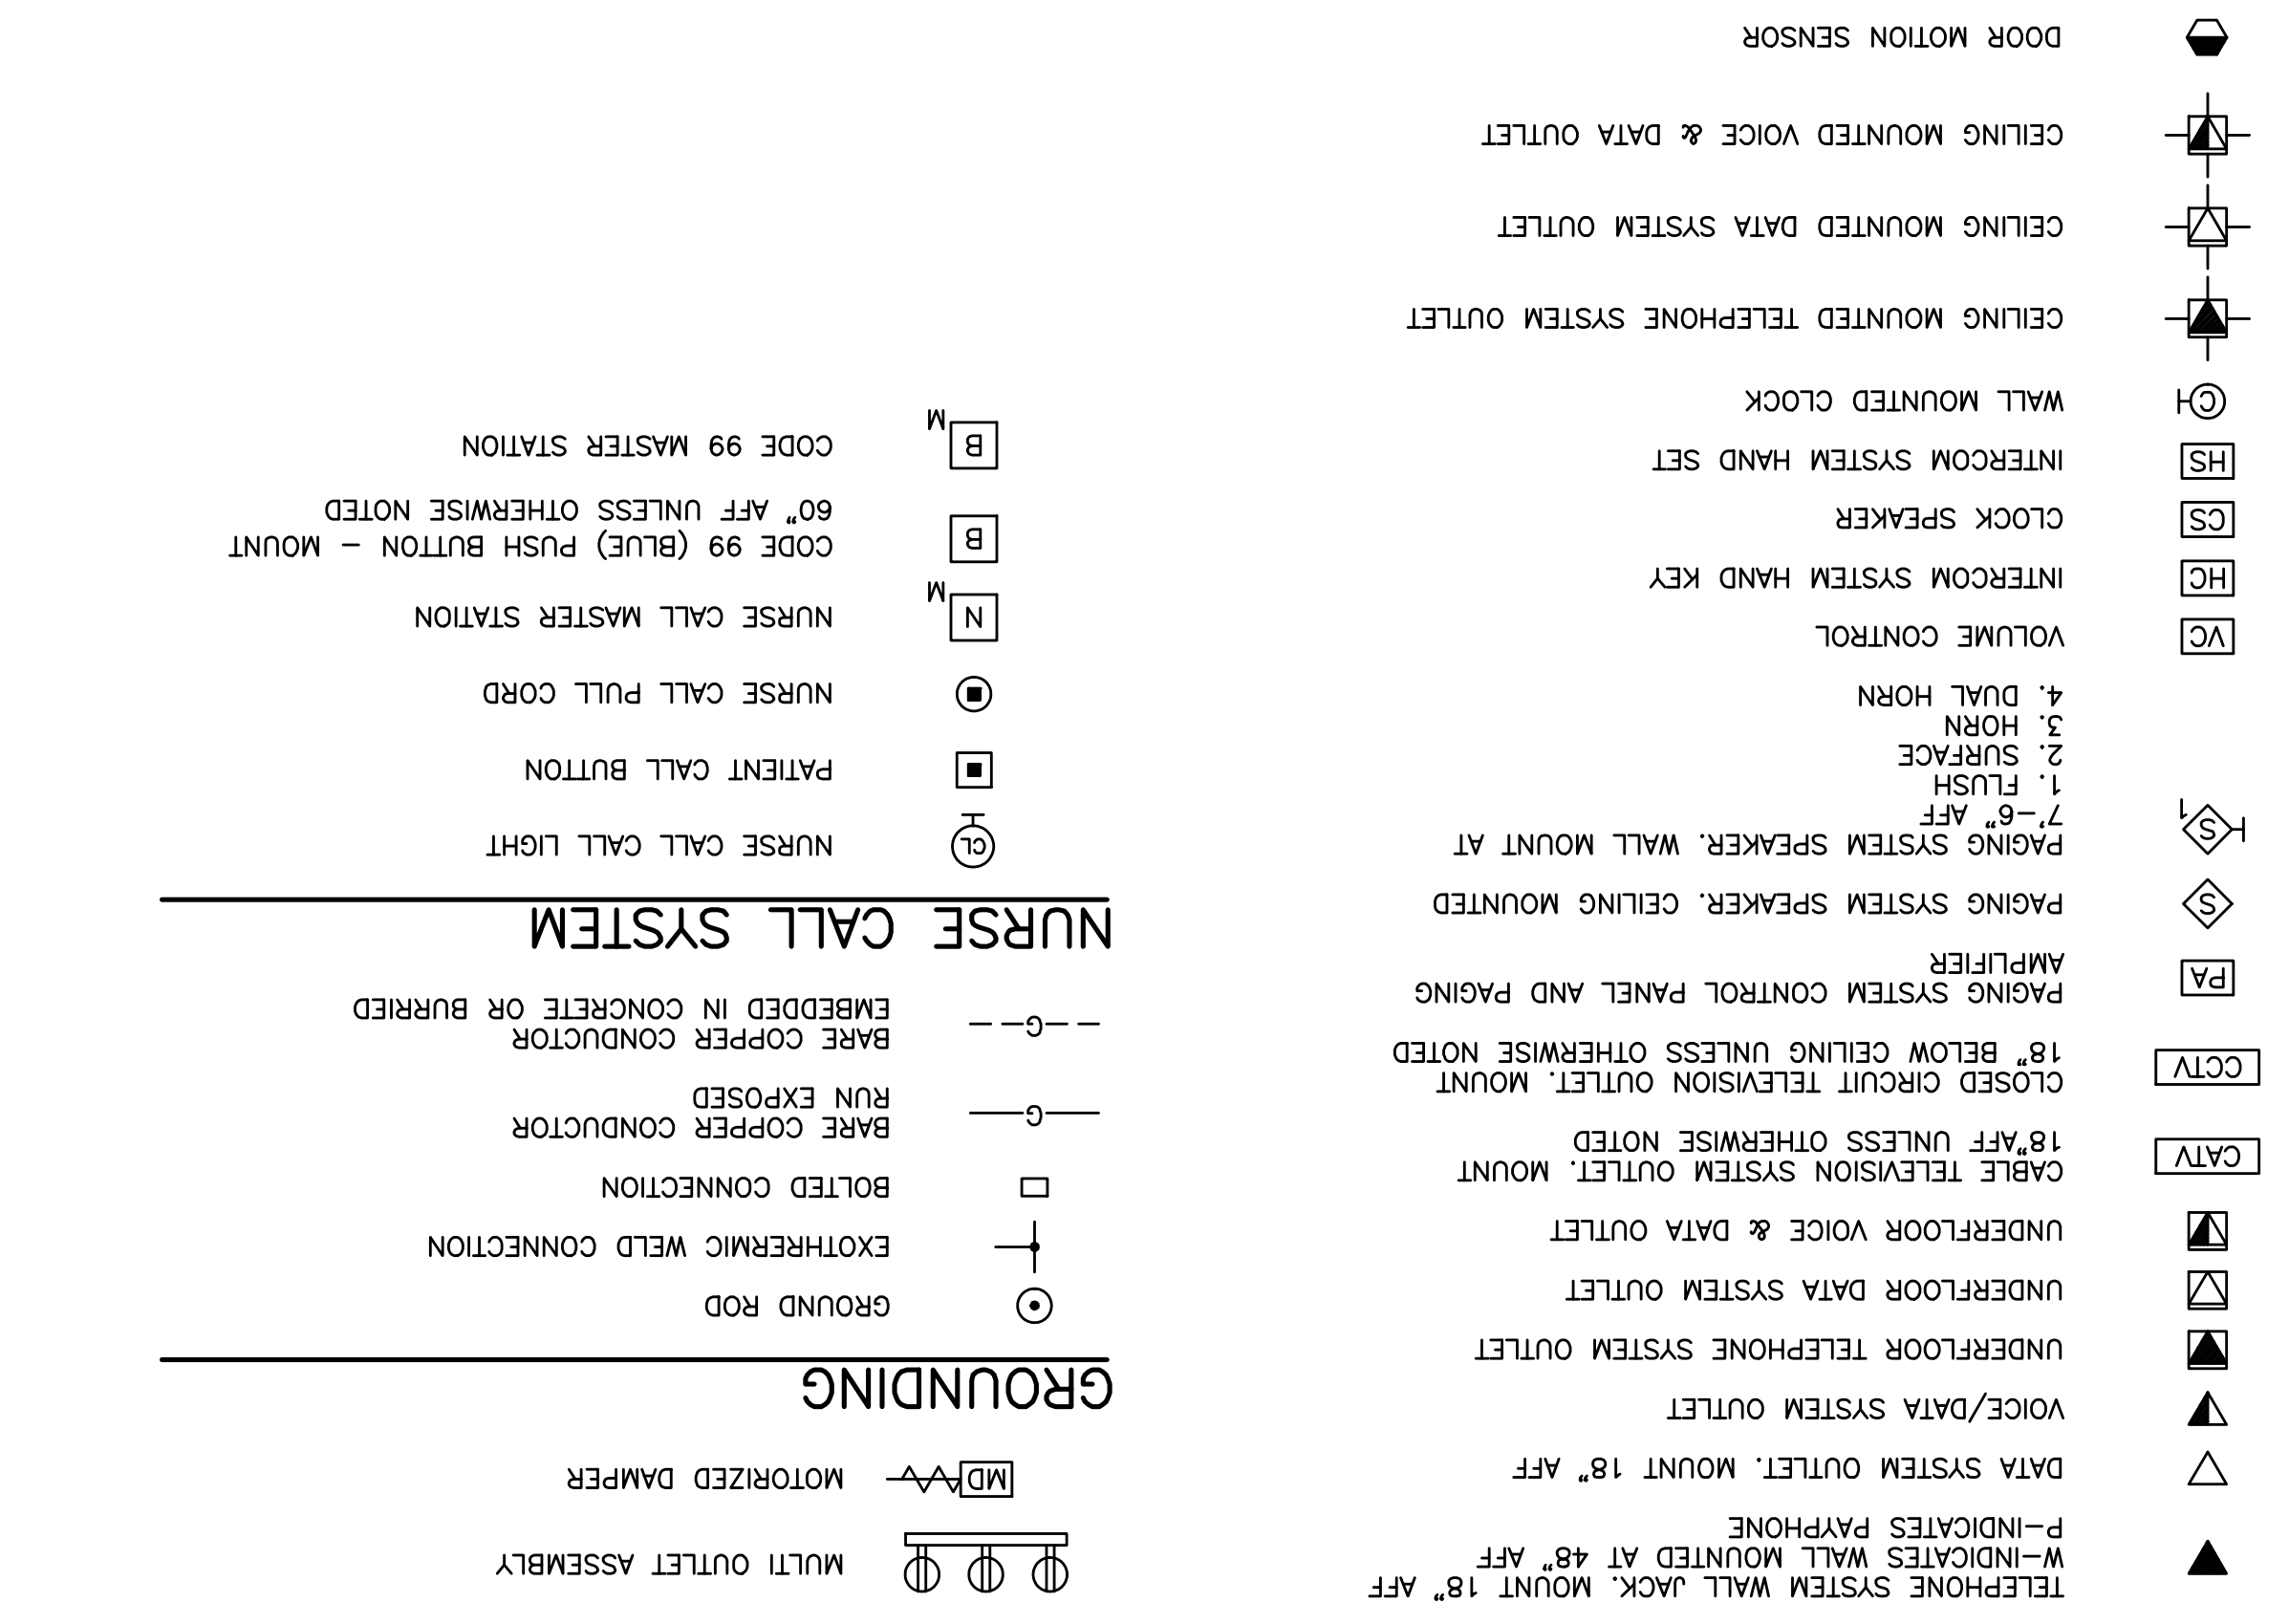 TELEPHONE SYSTEM WALL JACK. MOUNT 18" AFF
W-INDICATES WALL MOUNTED AT 48" AFF
P-INDICATES PAYPHONE
DATA SYSTEM OUTLET. MOUNT 18" AFF
VOICE/DATA SYSTEM OUTLET
UNDERFLOOR TELEPHONE SYSTEM OUTLET
UNDERFLOOR DATA SYSTEM OUTLET
UNDERFLOOR VOICE & DATA OUTLET
CATV
CABLE TELEVISION SYSTEM OUTLET. MOUNT
18"AFF UNLESS OTHERWISE NOTED
CCTV
CLOSED CIRCUIT TELEVISION OUTLET. MOUNT
18" BELOW CEILING UNLESS OTHERWISE NOTED
PA
PAGING SYSTEM CONTROL PANEL AND PAGING
AMPLIFIER
S
PAGING SYSTEM SPEAKER. CEILING MOUNTED
S
1
PAGING SYSTEM SPEAKER. WALL MOUNT AT
7'-6" AFF
1. FLUSH
2. SURFACE
3. HORN
4. DUAL HORN
VC
VOLUME CONTROL
HC
INTERCOM SYSTEM HAND KEY
CS
CLOCK SPEAKER
HS
INTERCOM SYSTEM HAND SET
C
WALL MOUNTED CLOCK
CEILING MOUNTED TELEPHONE SYSTEM OUTLET
CEILING MOUNTED DATA SYSTEM OUTLET
CEILING MOUNTED VOICE & DATA OUTLET
DOOR MOTION SENSOR
MULTI OUTLET ASSEMBLY
MD
MOTORIZED DAMPER
GROUNDING
GROUND ROD
EXOTHRERMIC WELD CONNECTION
BOLTED CONNECTION
G
BARE COPPER CONDUCTOR
RUN EXPOSED
G
BARE COPPER CONDUCTOR
EMBEDDED IN CONCRETE OR BURRIED
NURSE CALL SYSTEM
CL
NURSE CALL CALL LIGHT
PATIENT CALL BUTTON
NURSE CALL PULL CORD
N
M
NURSE CALL MASTER STATION
B
CODE 99 (BLUE) PUSH BUTTON - MOUNT
60" AFF UNLESS OTHERWISE NOTED
B
M
CODE 99 MASTER STATION